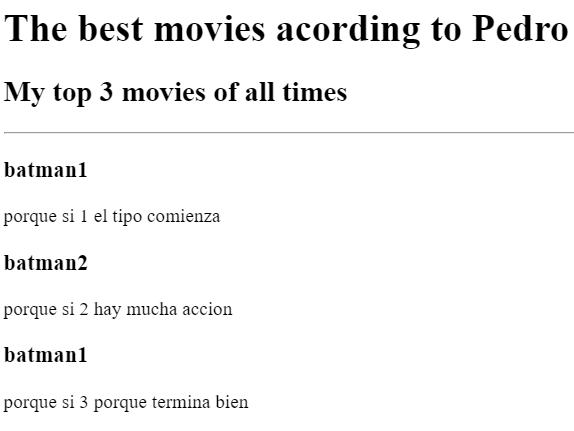 The best movies acording to Pedro
My top 3 movies of all times
batman1
porque si 1 el tipo comienza
batman2
porque si 2 hay mucha accion
batman1
porque si 3 porque termina bien